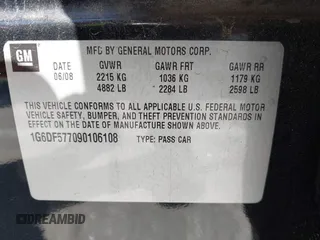 GM
MFD BY GENERAL MOTORS CORP.
DATE GVWR GAWR FRT GAWR RR
06/08 2215 KG 1036 KG 1179 KG
4882 LB 2284 LB 2598 LB
THIS VEHICLE CONFORMS TO ALL APPLICABLE U.S. FEDERAL MOTOR
VEHICLE SAFETY, BUMPER, AND THEFT PREVENTION STANDARDS IN
EFFECT ON THE DATE OF MANUFACTURE SHOWN ABOVE.
1G6DF577090106108 TYPE: PASS CAR
DREAMBID